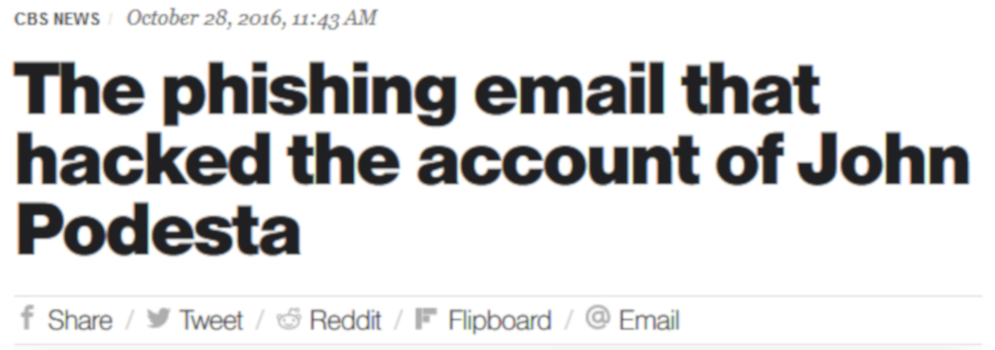 CBS NEWS / October 28, 2016, 11:43 AM
The phishing email that
hacked the account of John
Podesta
f Share / Tweet / Reddit / Flipboard / @ Email